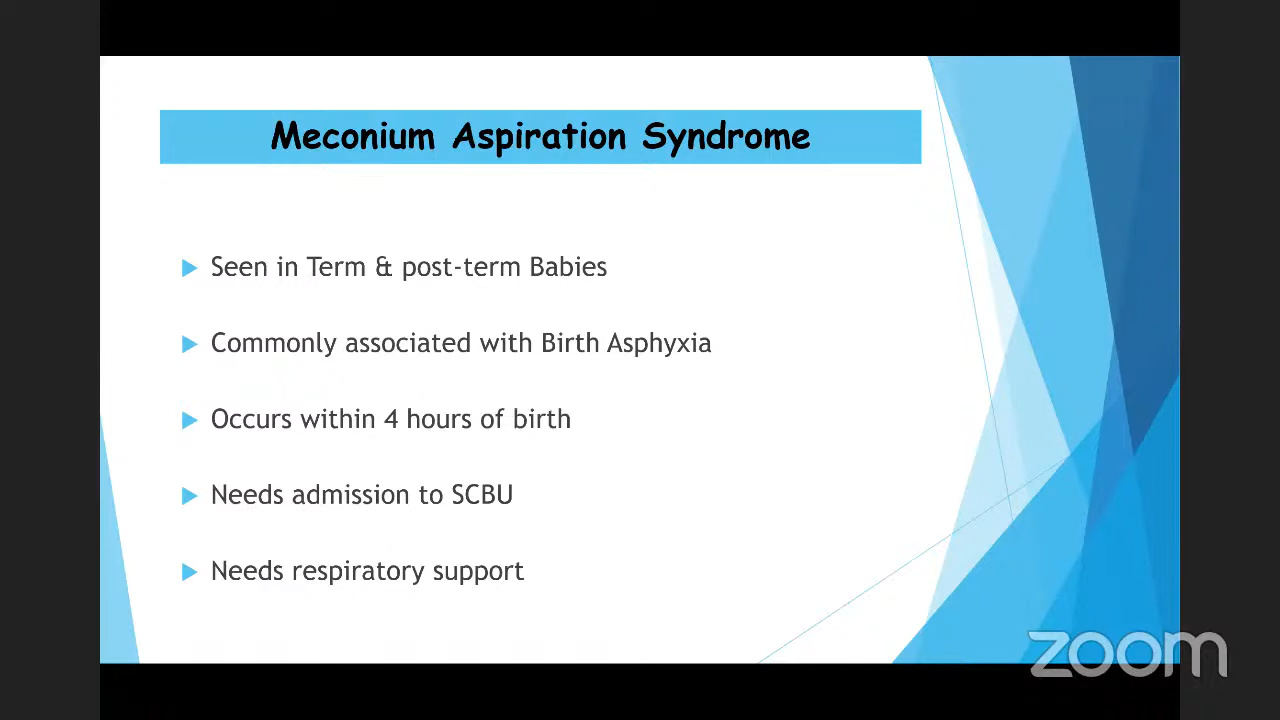 Meconium Aspiration Syndrome
Seen in Term & post-term Babies
Commonly associated with Birth Asphyxia
Occurs within 4 hours of birth
Needs admission to SCBU
Needs respiratory support
zoom